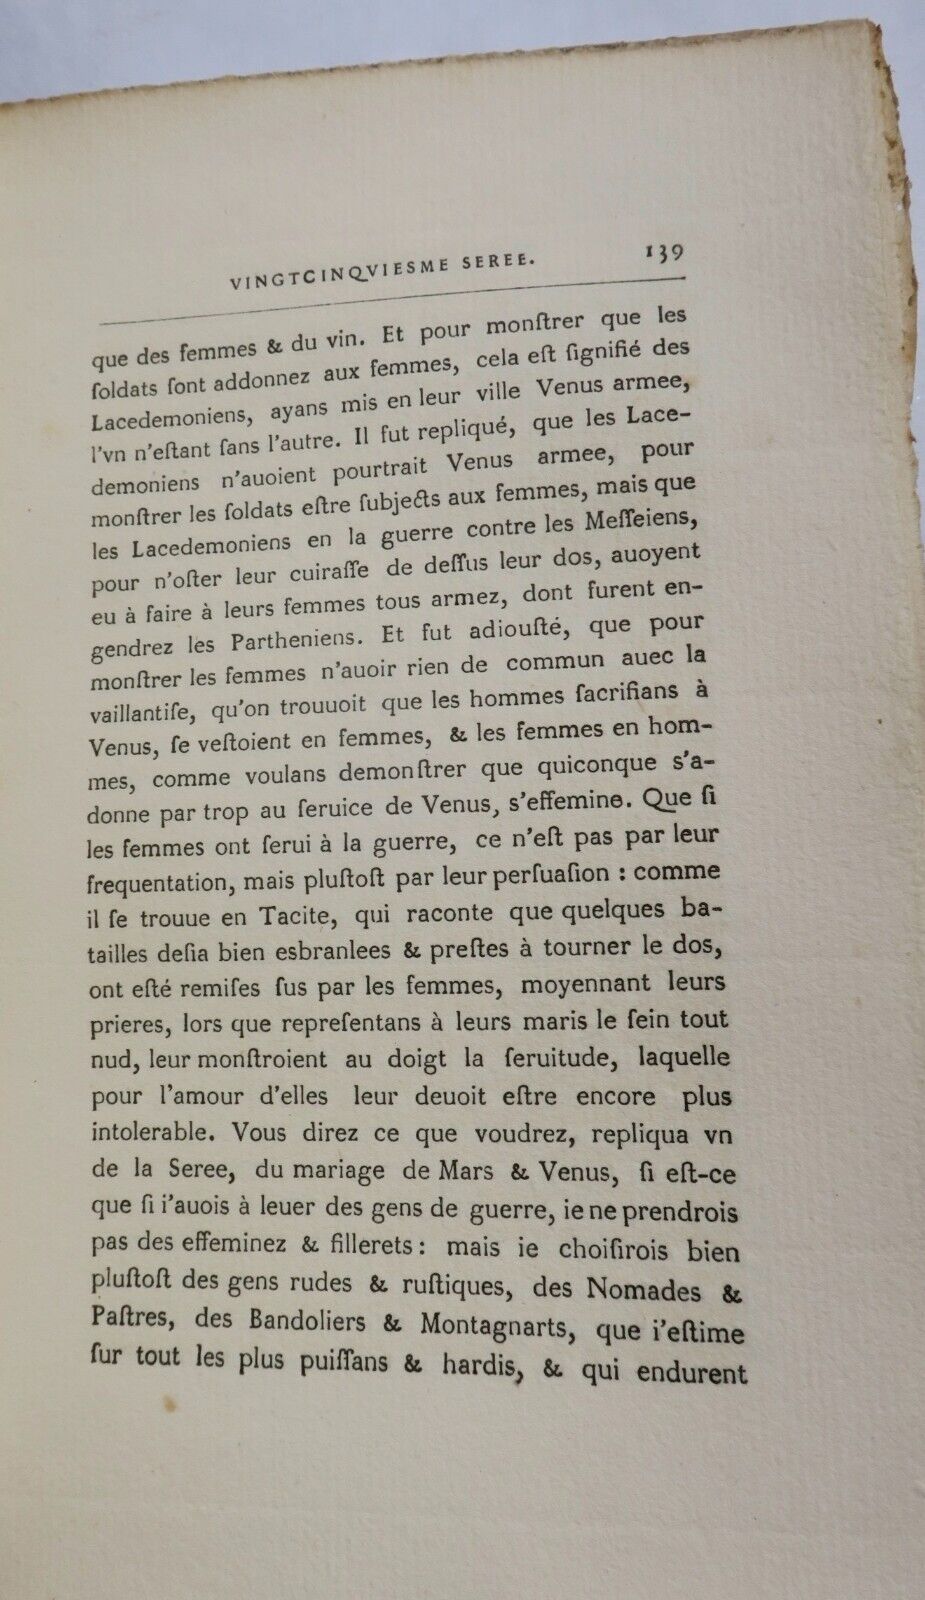 VINGTCINQVIESME SEREE. 139
que des femmes & du vin. Et pour monſtrer que les
ſoldats ſont addonnez aux femmes, cela eſt ſignifié des
Lacedemoniens, ayans mis en leur ville Venus armee,
l'vn n'eſtant ſans l'autre. Il fut repliqué, que les Lace-
demoniens n'auoient pourtrait Venus armee, pour
monſtrer les ſoldats eſtre ſubjects aux femmes, mais que
les Lacedemoniens en la guerre contre les Meſſeiens,
pour n'oſter leur cuiraſſe de deſſus leur dos, auoyent
eu à faire à leurs femmes tous armez, dont furent en-
gendrez les Partheniens. Et fut adiouſté, que pour
monſtrer les femmes n'auoir rien de commun auec la
vaillantiſe, qu'on trouuoit que les hommes ſacrifians à
Venus, ſe veſtoient en femmes, & les femmes en hom-
mes, comme voulans demonſtrer que quiconque s'a-
donne par trop au ſeruice de Venus, s'effemine. Que ſi
les femmes ont ſerui à la guerre, ce n'eſt pas par leur
frequentation, mais pluſtoſt par leur perſuaſion : comme
il ſe trouue en Tacite, qui raconte que quelques ba-
tailles deſia bien esbranlees & preſtes à tourner le dos,
ont eſté remiſes ſus par les femmes, moyennant leurs
prieres, lors que repreſentans à leurs maris le ſein tout
nud, leur monſtroient au doigt la ſeruitude, laquelle
pour l'amour d'elles leur deuoit eſtre encore plus
intolerable. Vous direz ce que voudrez, repliqua vn
de la Seree, du mariage de Mars & Venus, ſi eſt-ce
que ſi i'auois à leuer des gens de guerre, ie ne prendrois
pas des effeminez & fillerets : mais ie choiſirois bien
pluſtoſt des gens rudes & ruſtiques, des Nomades &
Paſtres, des Bandoliers & Montagnarts, que i'eſtime
ſur tout les plus puiſſans & hardis, & qui endurent